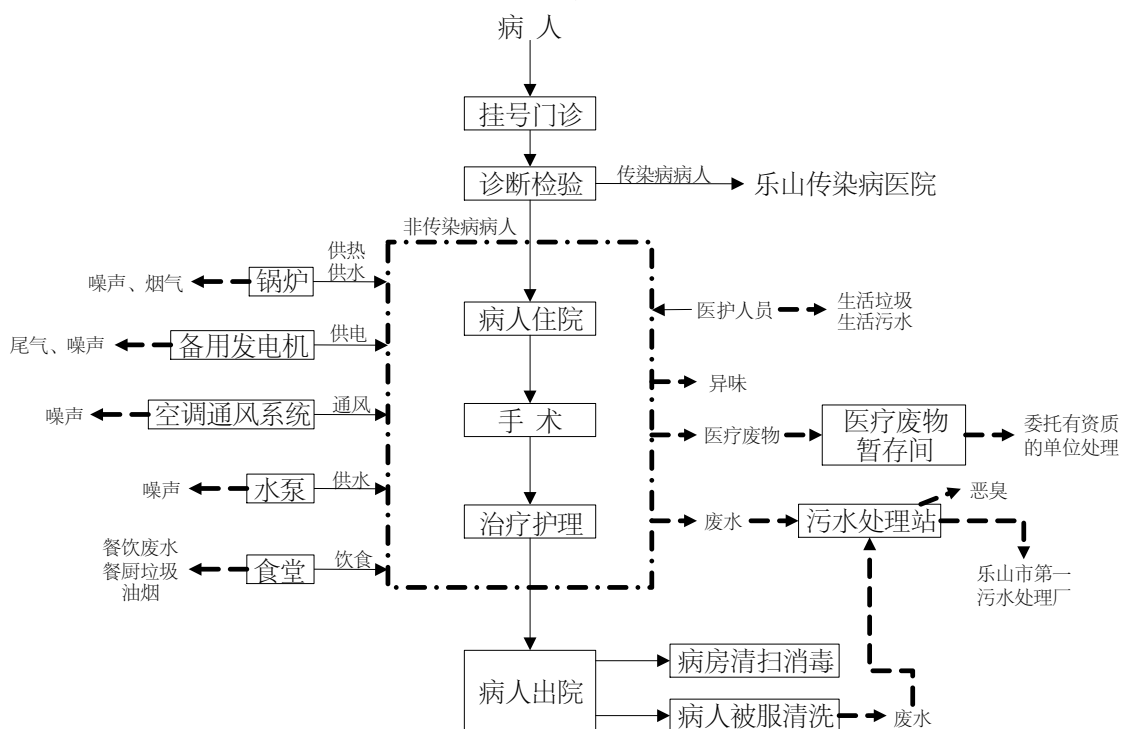 病 人
挂号门诊
诊断检验
传染病病人
乐山传染病医院
非传染病病人
噪声、烟气
锅炉
供热
供水
病人住院
医护人员
生活垃圾
生活污水
尾气、噪声
备用发电机
供电
异味
噪声
空调通风系统
通风
手 术
医疗废物
医疗废物
暂存间
委托有资质
的单位处理
噪声
水泵
供水
治疗护理
废水
污水处理站
恶臭
乐山市第一
污水处理厂
餐饮废水
餐厨垃圾
油烟
食堂
饮食
病人出院
病房清扫消毒
病人被服清洗
废水